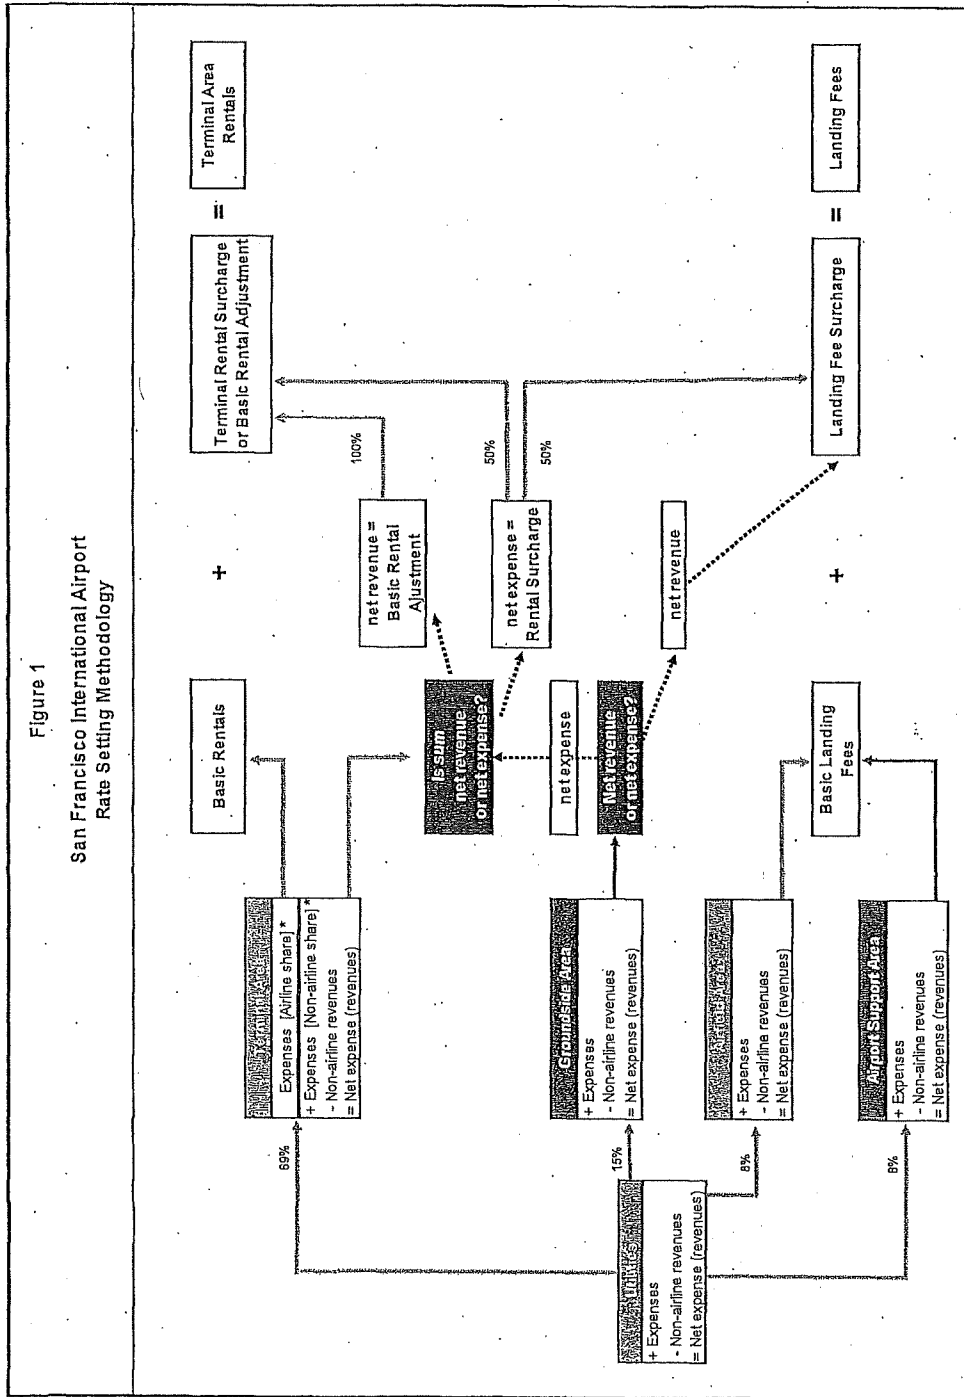 Figure 1
San Francisco International Airport
Rate Setting Methodology
Utilities Area
+ Expenses
- Non-airline revenues
= Net expense (revenues)
69%
15%
8%
8%
Expenses [Airline share]*
+ Expenses [Non-airline share]*
- Non-airline revenues
= Net expense (revenues)
Groundside Area
+ Expenses
- Non-airline revenues
= Net expense (revenues)
Airfield Area
+ Expenses
- Non-airline revenues
= Net expense (revenues)
Airport Support Area
+ Expenses
- Non-airline revenues
= Net expense (revenues)
Basic Rentals
Is sum
net revenue
or net expense?
net expense
Net revenue
or net expense?
Basic Landing
Fees
+
net revenue =
Basic Rental
Ajustment
net expense =
Rental Surcharge
net revenue
+
100%
50%
50%
Terminal Rental Surcharge
or Basic Rental Adjustment
Landing Fee Surcharge
=
=
Terminal Area
Rentals
Landing Fees